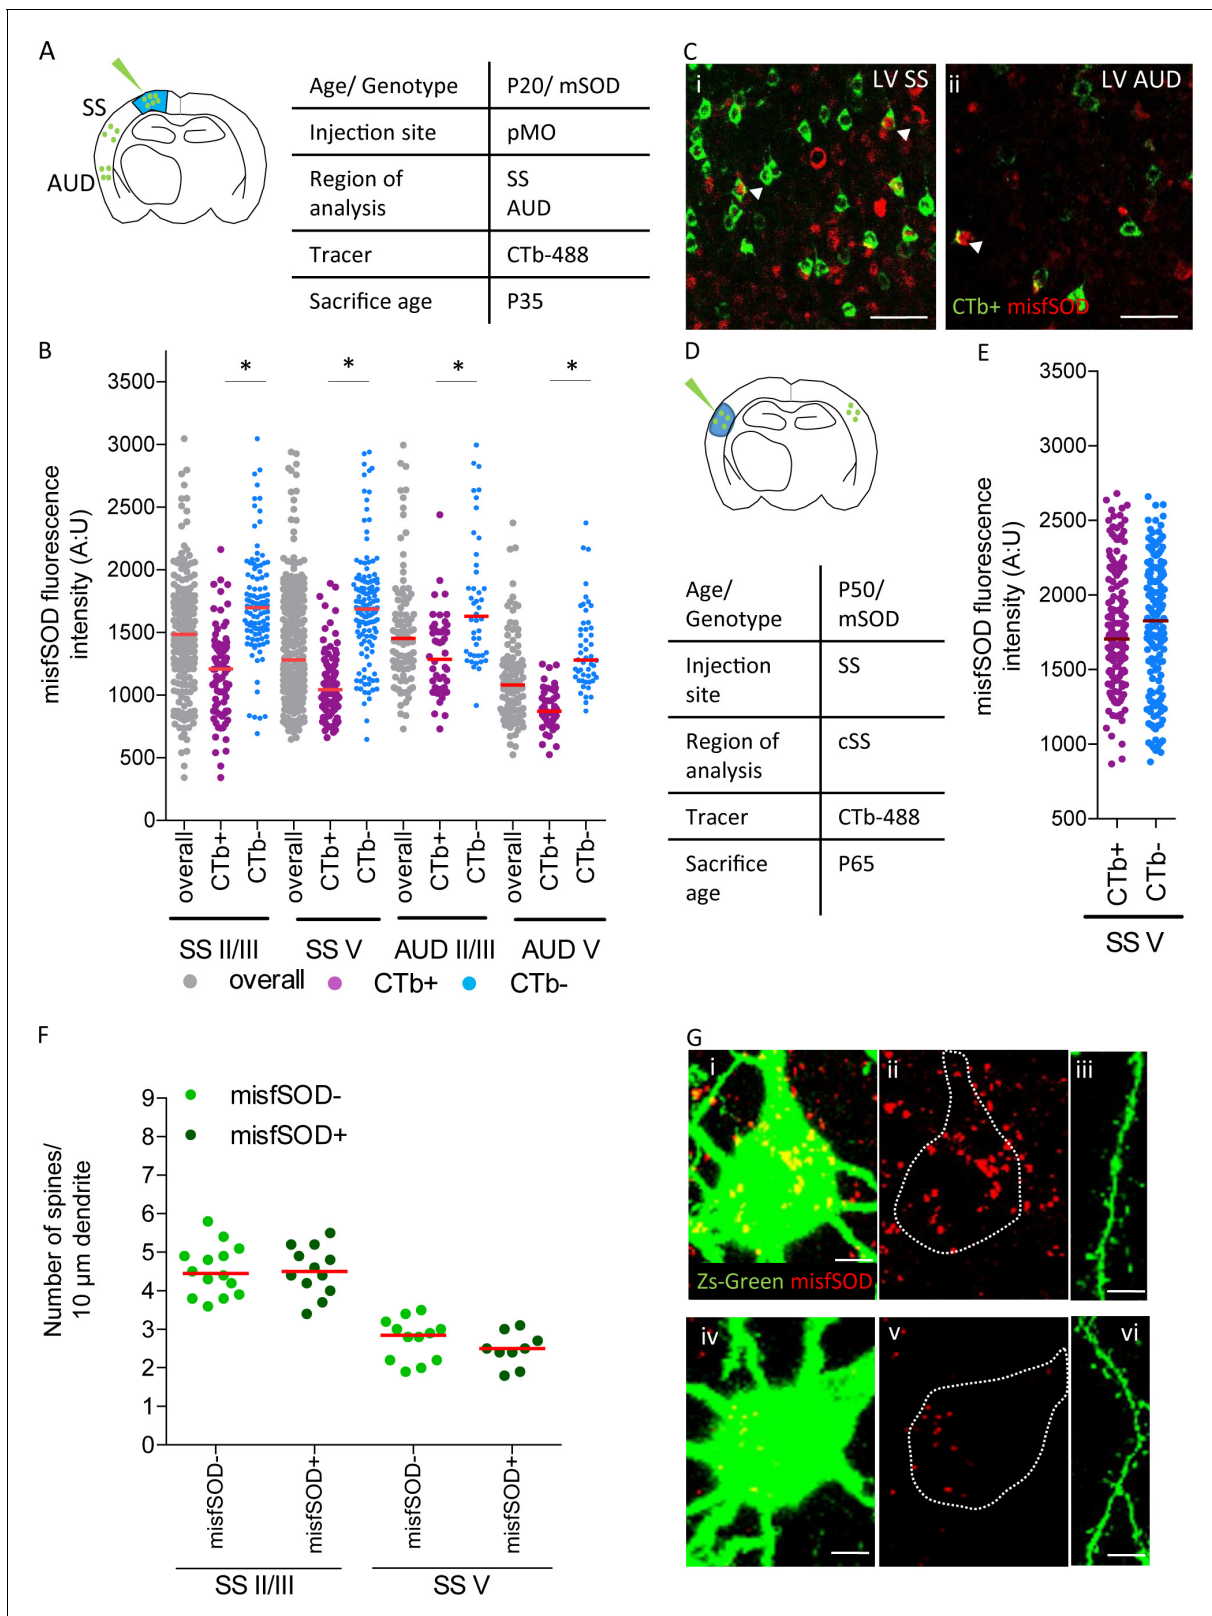 A
SS
AUD
Age/ Genotype P20/ mSOD
Injection site pMO
Region of analysis SS AUD
Tracer CTb-488
Sacrifice age P35
C
i LV SS
ii LV AUD
CTb+ misfSOD
B
misfSOD fluorescence
intensity (A:U)
3500
3000
2500
2000
1500
1000
500
0
* * * *
overall CTb+ CTb- overall CTb+ CTb- overall CTb+ CTb- overall CTb+ CTb-
SS II/III SS V AUD II/III AUD V
overall CTb+ CTb-
D
Age/ Genotype P50/ mSOD
Injection site SS
Region of analysis cSS
Tracer CTb-488
Sacrifice age P65
E
misfSOD fluorescence
intensity (A:U)
3500
3000
2500
2000
1500
1000
500
CTb+ CTb-
SS V
F
misfSOD-
misfSOD+
Number of spines/
10 µm dendrite
9
8
7
6
5
4
3
2
1
0
misfSOD- misfSOD+ misfSOD- misfSOD+
SS II/III SS V
G
i ii iii
Zs-Green misfSOD
iv v vi